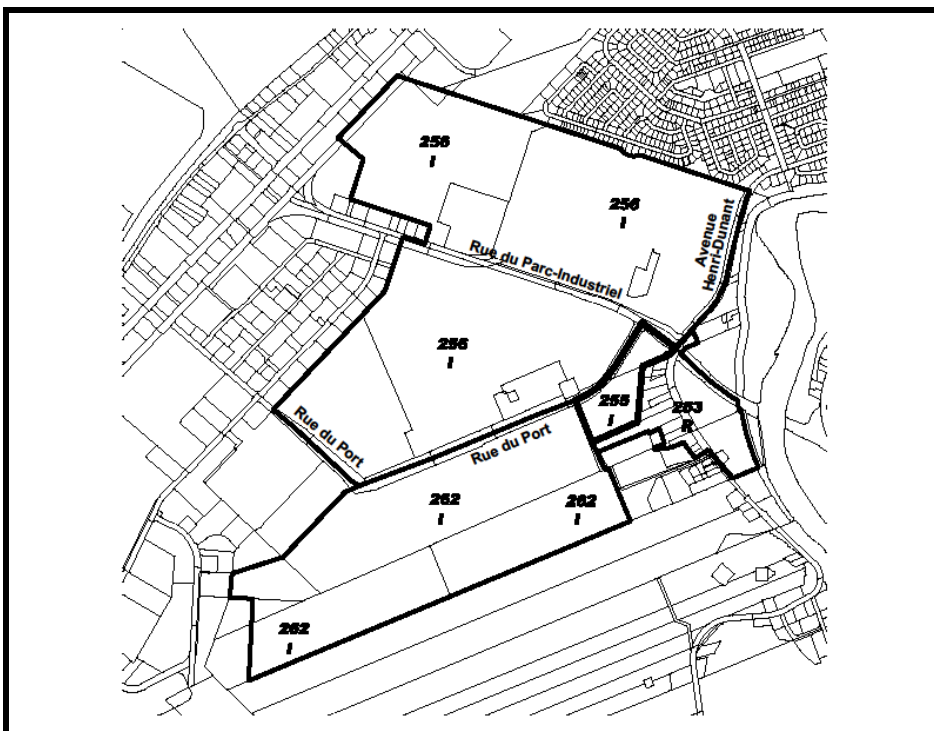 256
I
256
I
Avenue
Henri-Dunant
Rue du Parc-Industriel
256
I
255
I
253
R
Rue du Port
Rue du Port
262
I
262
I
262
I